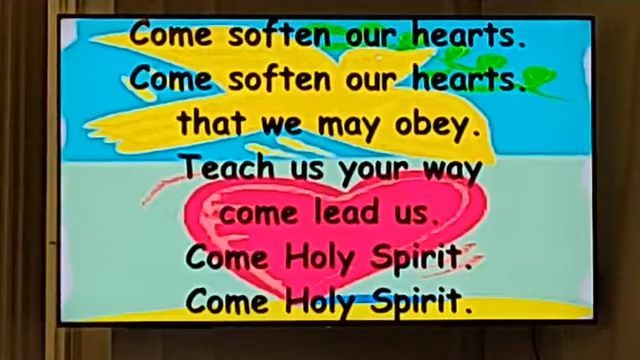 Come soften our hearts.
Come soften our hearts.
that we may obey.
Teach us your way
come lead us.
Come Holy Spirit.
Come Holy Spirit.